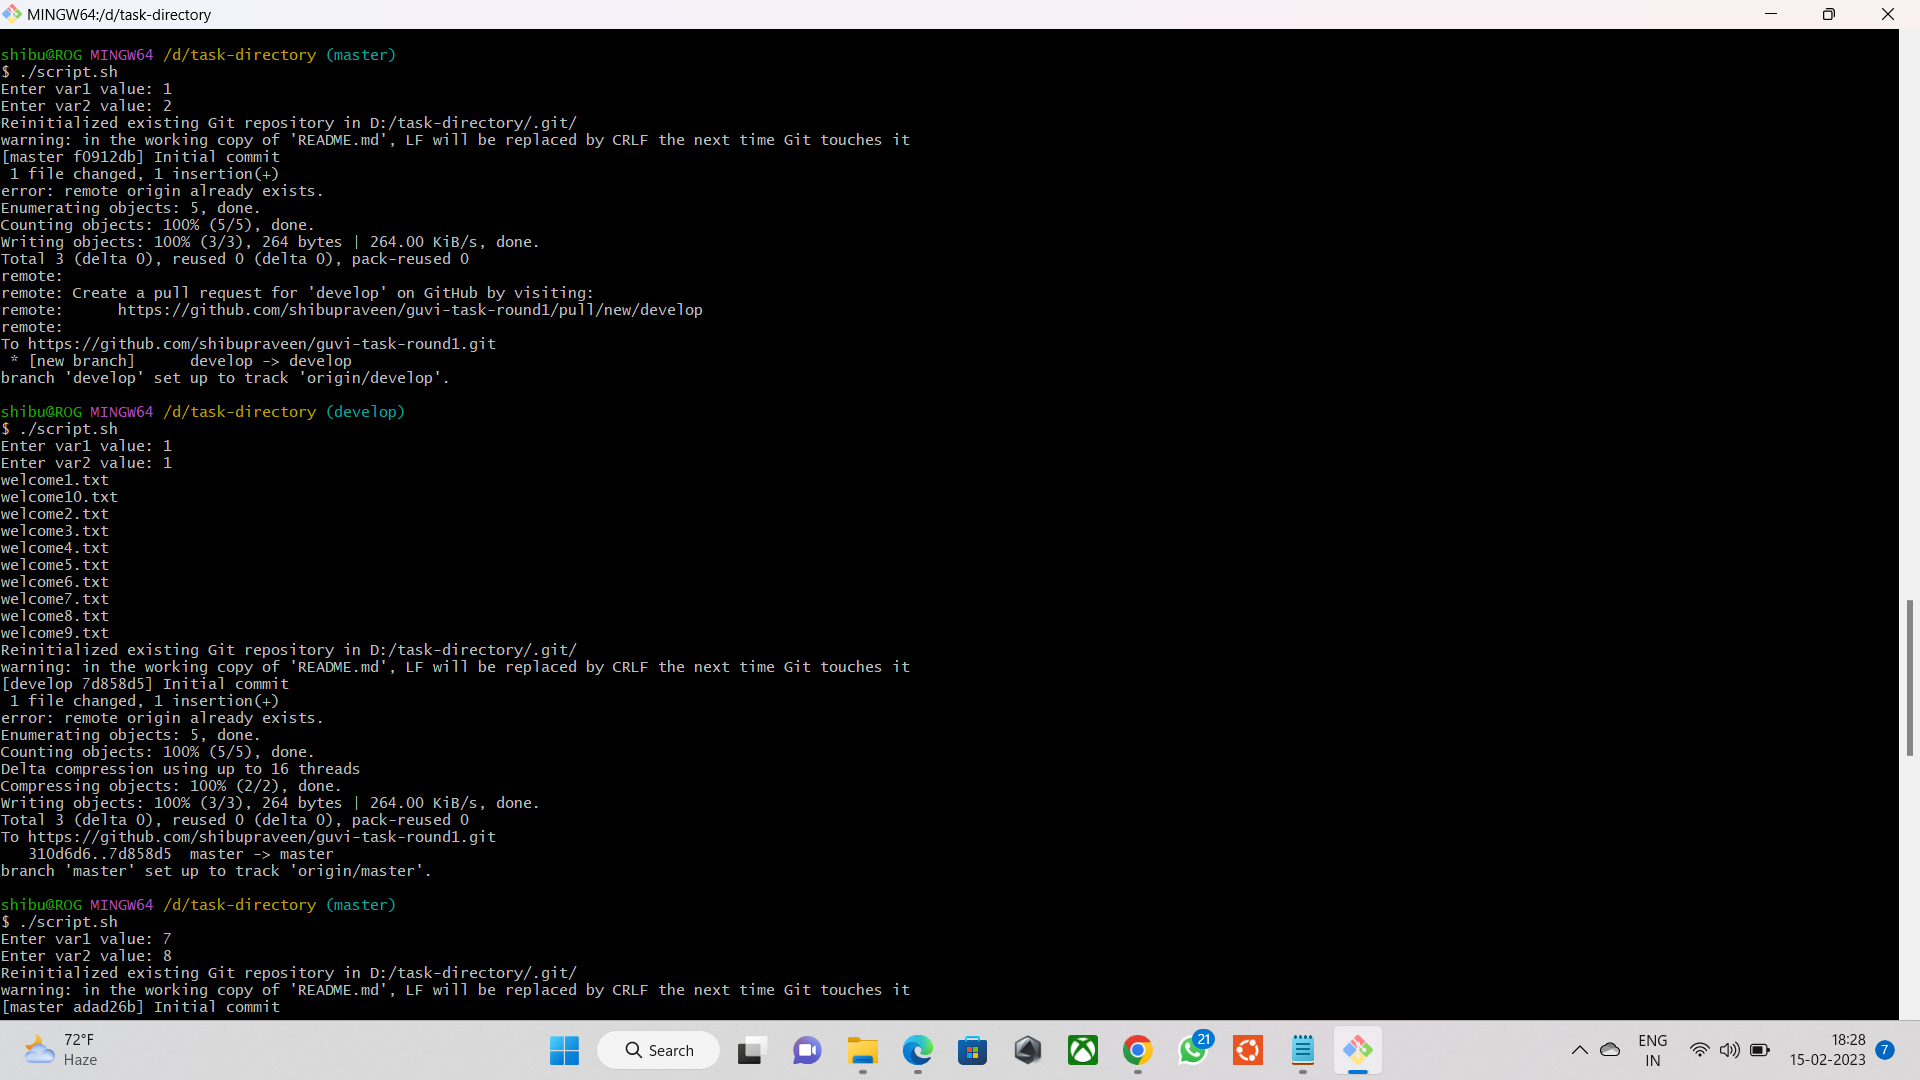 MINGW64:/d/task-directory
shibu@ROG MINGW64 /d/task-directory (master)
$ ./script.sh
Enter var1 value: 1
Enter var2 value: 2
Reinitialized existing Git repository in D:/task-directory/.git/
warning: in the working copy of 'README.md', LF will be replaced by CRLF the next time Git touches it
[master f0912db] Initial commit
 1 file changed, 1 insertion(+)
error: remote origin already exists.
Enumerating objects: 5, done.
Counting objects: 100% (5/5), done.
Writing objects: 100% (3/3), 264 bytes | 264.00 KiB/s, done.
Total 3 (delta 0), reused 0 (delta 0), pack-reused 0
remote:
remote: Create a pull request for 'develop' on GitHub by visiting:
remote:      https://github.com/shibupraveen/guvi-task-round1/pull/new/develop
remote:
To https://github.com/shibupraveen/guvi-task-round1.git
 * [new branch]      develop -> develop
branch 'develop' set up to track 'origin/develop'.
shibu@ROG MINGW64 /d/task-directory (develop)
$ ./script.sh
Enter var1 value: 1
Enter var2 value: 1
welcome1.txt
welcome10.txt
welcome2.txt
welcome3.txt
welcome4.txt
welcome5.txt
welcome6.txt
welcome7.txt
welcome8.txt
welcome9.txt
Reinitialized existing Git repository in D:/task-directory/.git/
warning: in the working copy of 'README.md', LF will be replaced by CRLF the next time Git touches it
[develop 7d858d5] Initial commit
 1 file changed, 1 insertion(+)
error: remote origin already exists.
Enumerating objects: 5, done.
Counting objects: 100% (5/5), done.
Delta compression using up to 16 threads
Compressing objects: 100% (2/2), done.
Writing objects: 100% (3/3), 264 bytes | 264.00 KiB/s, done.
Total 3 (delta 0), reused 0 (delta 0), pack-reused 0
To https://github.com/shibupraveen/guvi-task-round1.git
   310d6d6..7d858d5  master -> master
branch 'master' set up to track 'origin/master'.
shibu@ROG MINGW64 /d/task-directory (master)
$ ./script.sh
Enter var1 value: 7
Enter var2 value: 8
Reinitialized existing Git repository in D:/task-directory/.git/
warning: in the working copy of 'README.md', LF will be replaced by CRLF the next time Git touches it
[master adad26b] Initial commit
72°F
Haze
Search
21
ENG
IN
18:28
15-02-2023
7